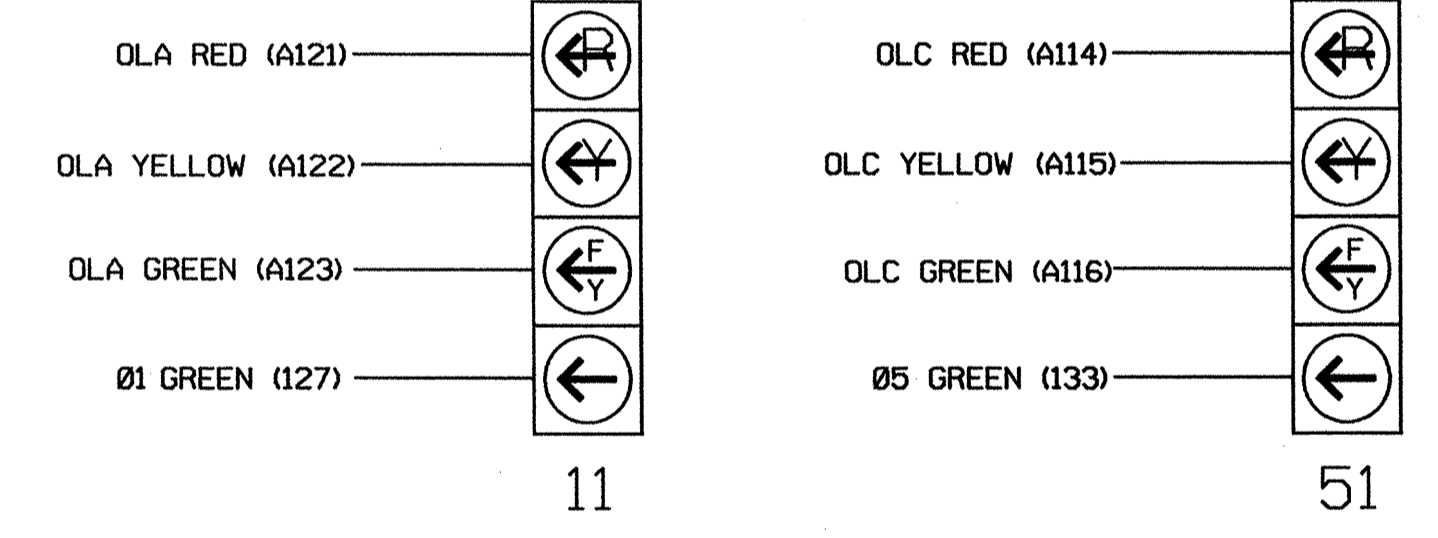 OLA RED (A121)
R
OLA YELLOW (A122)
Y
OLA GREEN (A123)
F
Y
Ø1 GREEN (127)
11
OLC RED (A114)
R
OLC YELLOW (A115)
Y
OLC GREEN (A116)
F
Y
Ø5 GREEN (133)
51